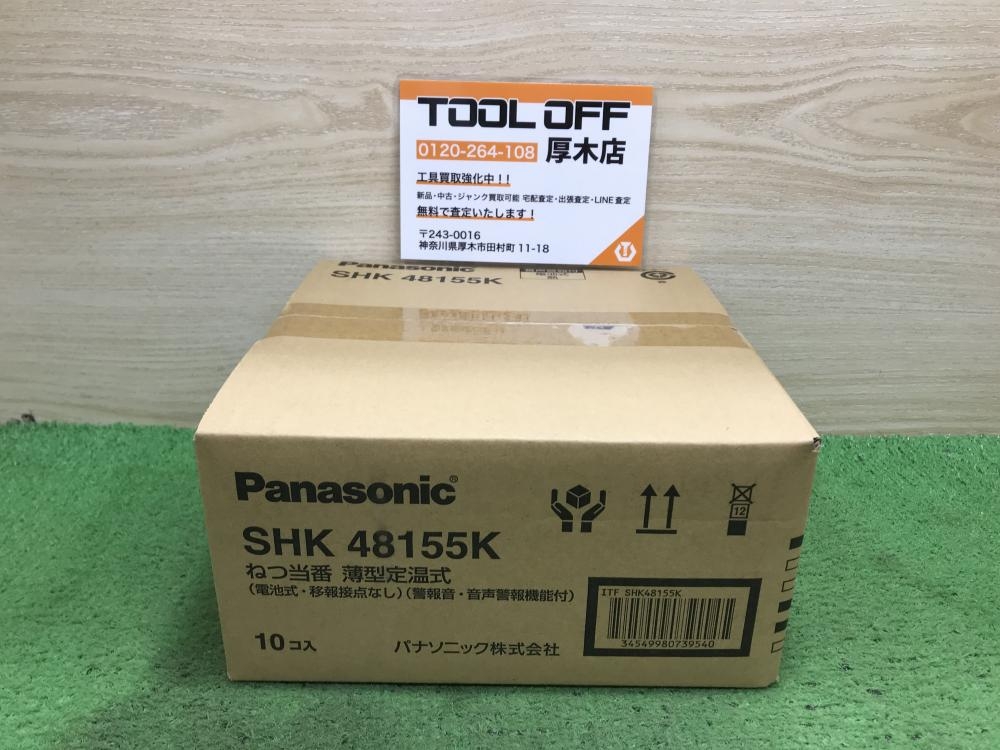 TOOL OFF
0120-264-108 厚木店
工具買取強化中!!
新品・中古・ジャンク買取可能 宅配査定・出張査定・LINE査定
無料で査定いたします!
〒243-0016
神奈川県厚木市田村町 11-18
Panasonic
SHK 48155K
Panasonic®
SHK 48155K
ねつ当番 薄型定温式
(電池式・移報接点なし)(警報音・音声警報機能付)
10コ入
パナソニック株式会社
12
ITF SHK48155K
34549980739540